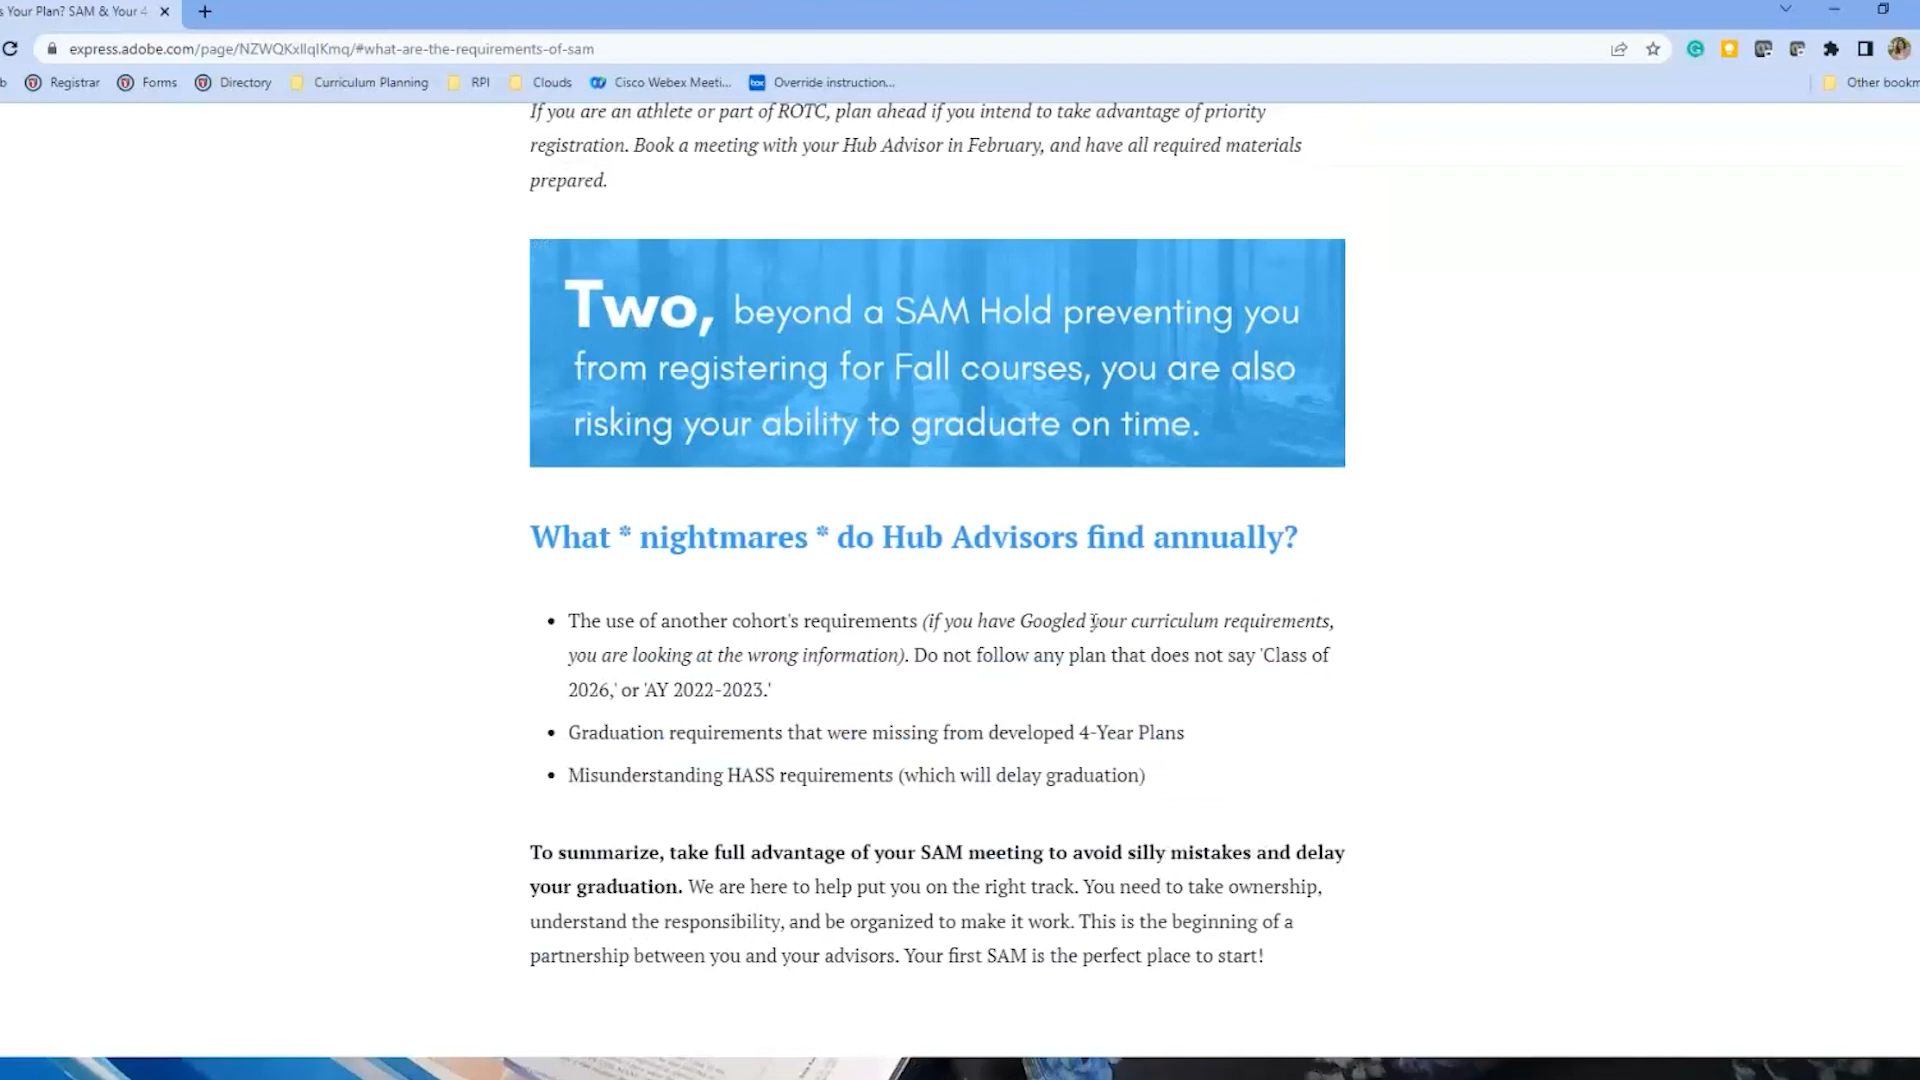 s Your Plan? SAM & Your 4
express.adobe.com/page/NZWQKxllqlKmq/#what-are-the-requirements-of-sam
b Registrar Forms Directory Curriculum Planning RPI Clouds Cisco Webex Meeti... box Override instruction... Other bookm
If you are an athlete or part of ROTC, plan ahead if you intend to take advantage of priority
registration. Book a meeting with your Hub Advisor in February, and have all required materials
prepared.
Two, beyond a SAM Hold preventing you
from registering for Fall courses, you are also
risking your ability to graduate on time.
What * nightmares * do Hub Advisors find annually?
• The use of another cohort's requirements (if you have Googled your curriculum requirements,
you are looking at the wrong information). Do not follow any plan that does not say 'Class of
2026,' or 'AY 2022-2023.'
• Graduation requirements that were missing from developed 4-Year Plans
• Misunderstanding HASS requirements (which will delay graduation)
To summarize, take full advantage of your SAM meeting to avoid silly mistakes and delay
your graduation. We are here to help put you on the right track. You need to take ownership,
understand the responsibility, and be organized to make it work. This is the beginning of a
partnership between you and your advisors. Your first SAM is the perfect place to start!